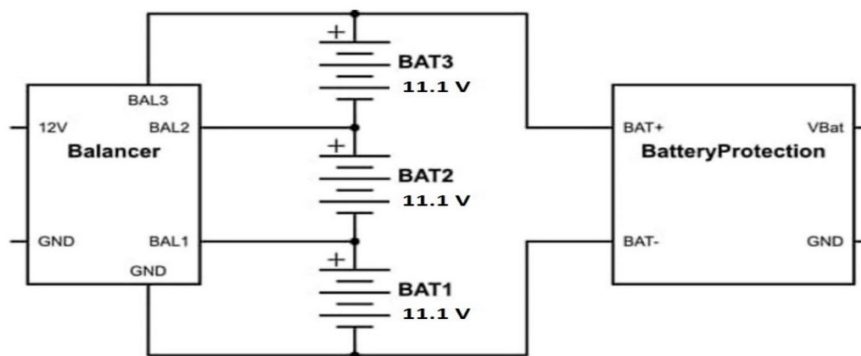 +
BAT3
11.1 V
BAL3
12V
BAL2
BAT+
VBat
Balancer
+
BAT2
11.1 V
BatteryProtection
GND
BAL1
BAT-
GND
GND
+
BAT1
11.1 V